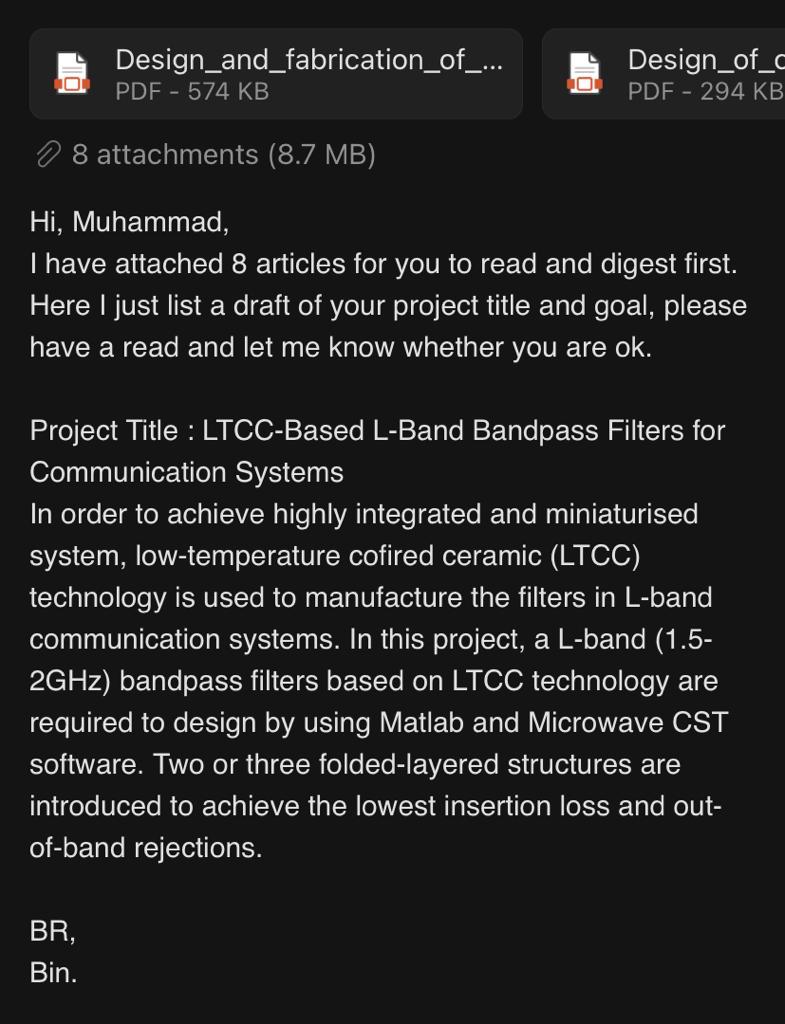 Design_and_fabrication_of_...
PDF - 574 KB
Design_of_
PDF - 294 KB
8 attachments (8.7 MB)
Hi, Muhammad,
I have attached 8 articles for you to read and digest first.
Here I just list a draft of your project title and goal, please
have a read and let me know whether you are ok.
Project Title : LTCC-Based L-Band Bandpass Filters for
Communication Systems
In order to achieve highly integrated and miniaturised
system, low-temperature cofired ceramic (LTCC)
technology is used to manufacture the filters in L-band
communication systems. In this project, a L-band (1.5-
2GHz) bandpass filters based on LTCC technology are
required to design by using Matlab and Microwave CST
software. Two or three folded-layered structures are
introduced to achieve the lowest insertion loss and out-
of-band rejections.
BR,
Bin.